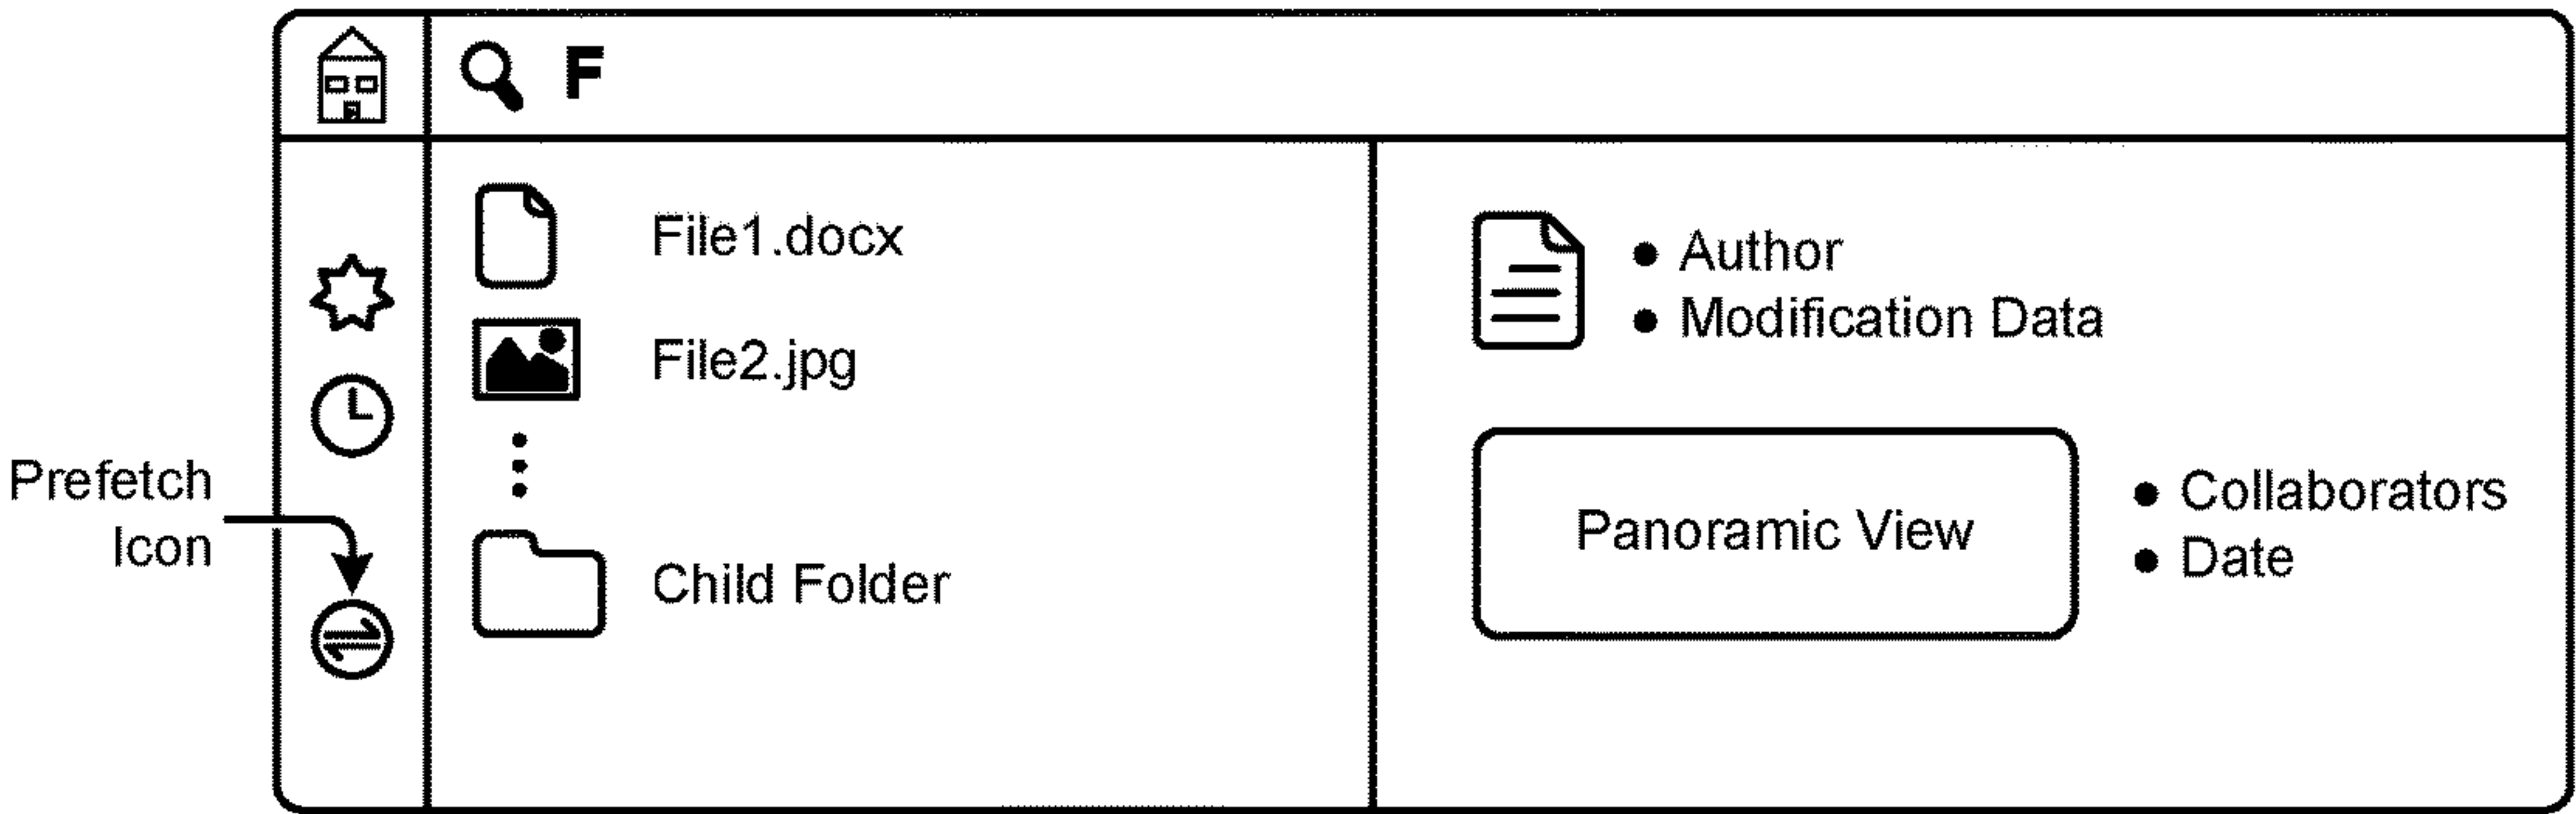 F
File1.docx
File2.jpg
Child Folder
Prefetch
Icon
• Author
• Modification Data
Panoramic View
• Collaborators
• Date